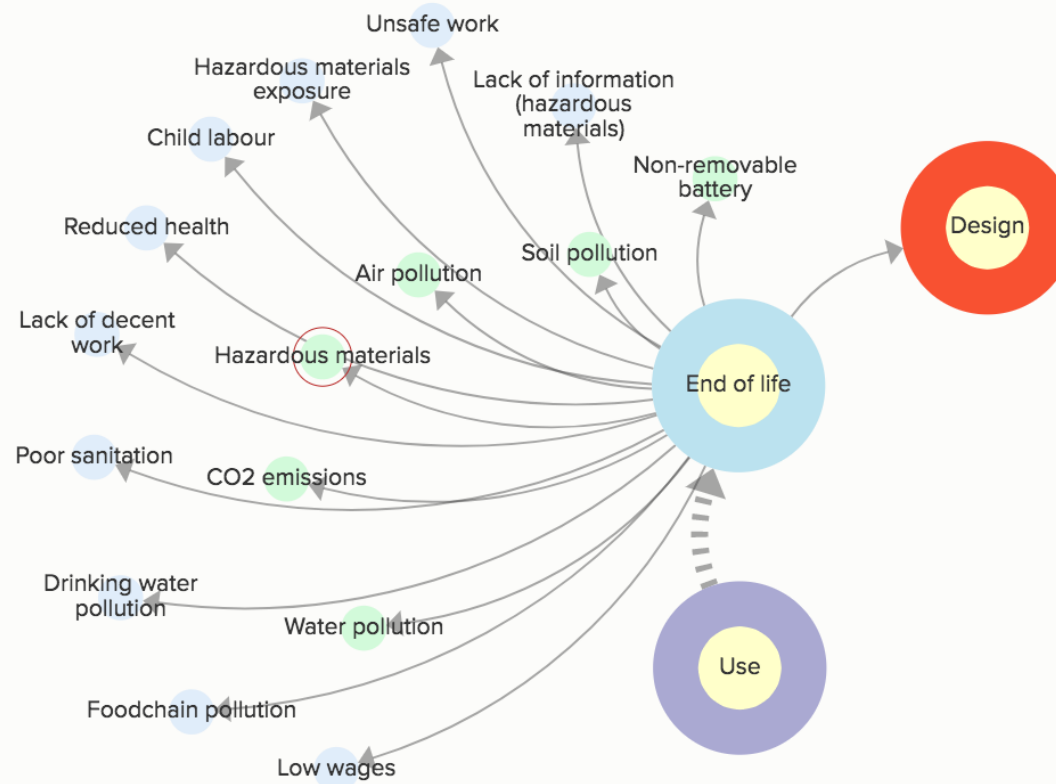 Unsafe work
Hazardous materials
exposure
Lack of information
(hazardous
materials)
Child labour
Non-removable
battery
Reduced health
Design
Soil pollution
Air pollution
Lack of decent
work
Hazardous materials
End of life
Poor sanitation
CO2 emissions
Drinking water
pollution
Water pollution
Use
Foodchain pollution
Low wages